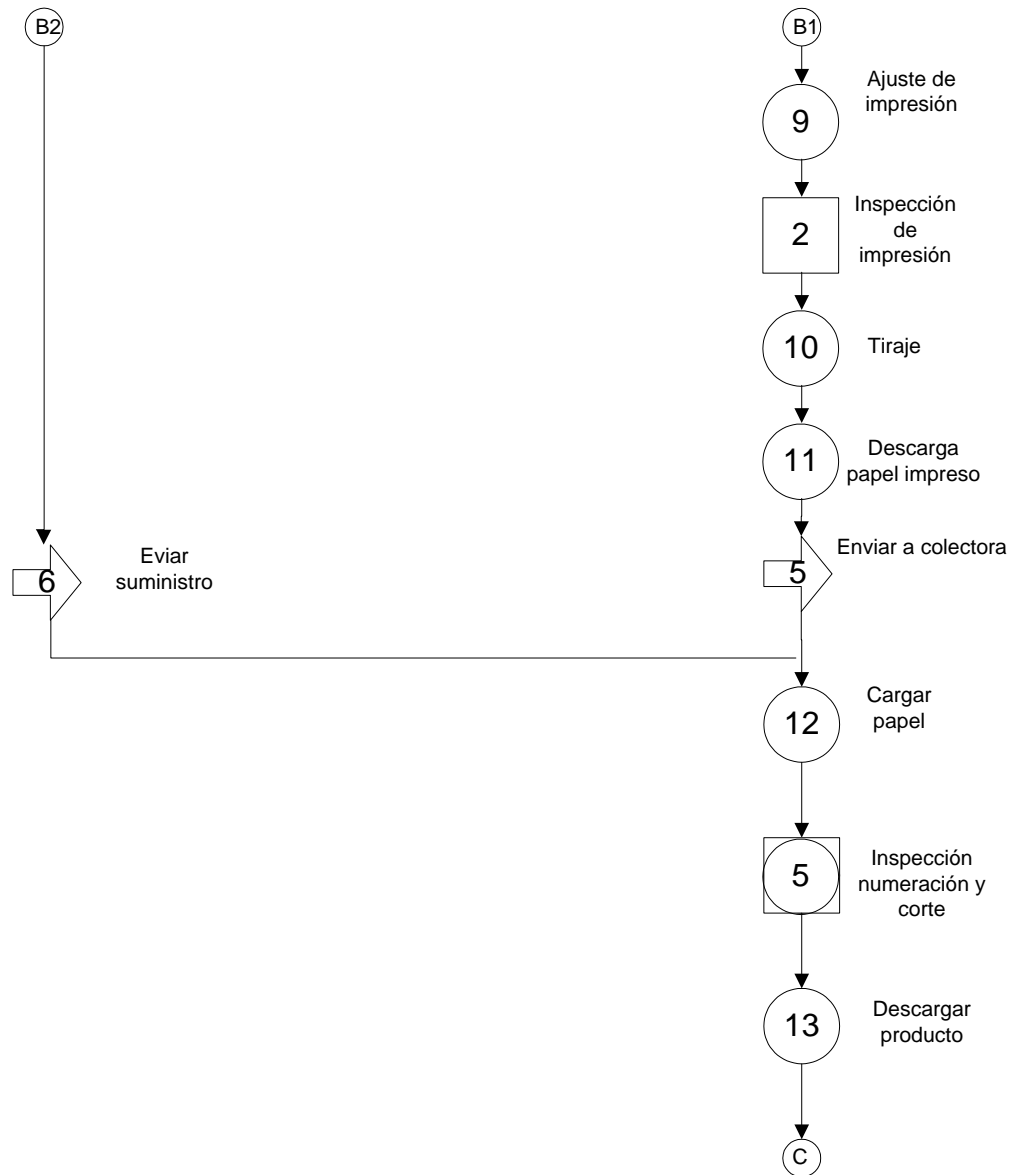 B2
B1
Ajuste de
impresión
9
Inspección
de
impresión
2
10
Tiraje
11
Descarga
papel impreso
Eviar
suministro
6
Enviar a colectora
5
Cargar
papel
12
5
Inspección
numeración y
corte
Descargar
producto
13
C